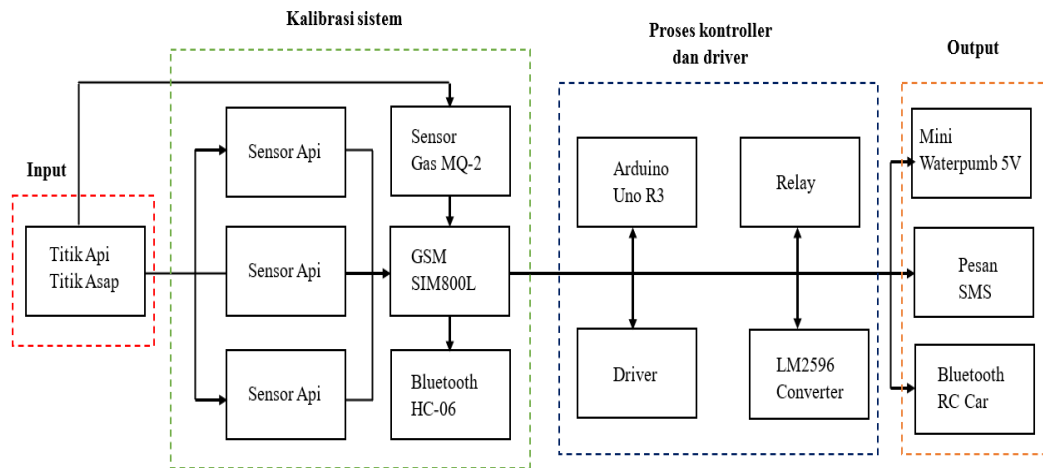 Kalibrasi sistem
Proses kontroller
dan driver
Output
Input
Titik Api
Titik Asap
Sensor Api
Sensor Api
Sensor Api
Sensor
Gas MQ-2
GSM
SIM800L
Bluetooth
HC-06
Arduino
Uno R3
Relay
Driver
LM2596
Converter
Mini
Waterpumb 5V
Pesan
SMS
Bluetooth
RC Car